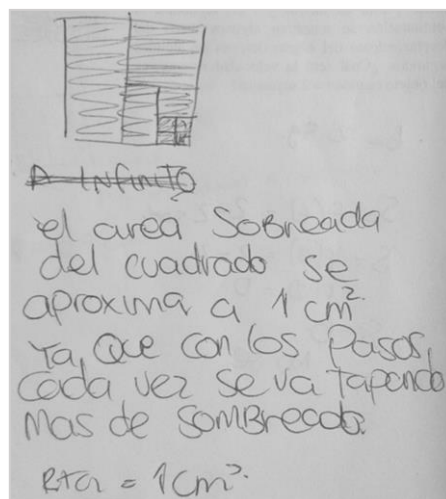 A INFINITO
el area SOBREADA
del cuadrado se
aproxima a 1 cm².
Ya, Que con los Pasos,
Cada vez se va Tapando
Mas de SOMBREADO.
RTA = 1 Cm².